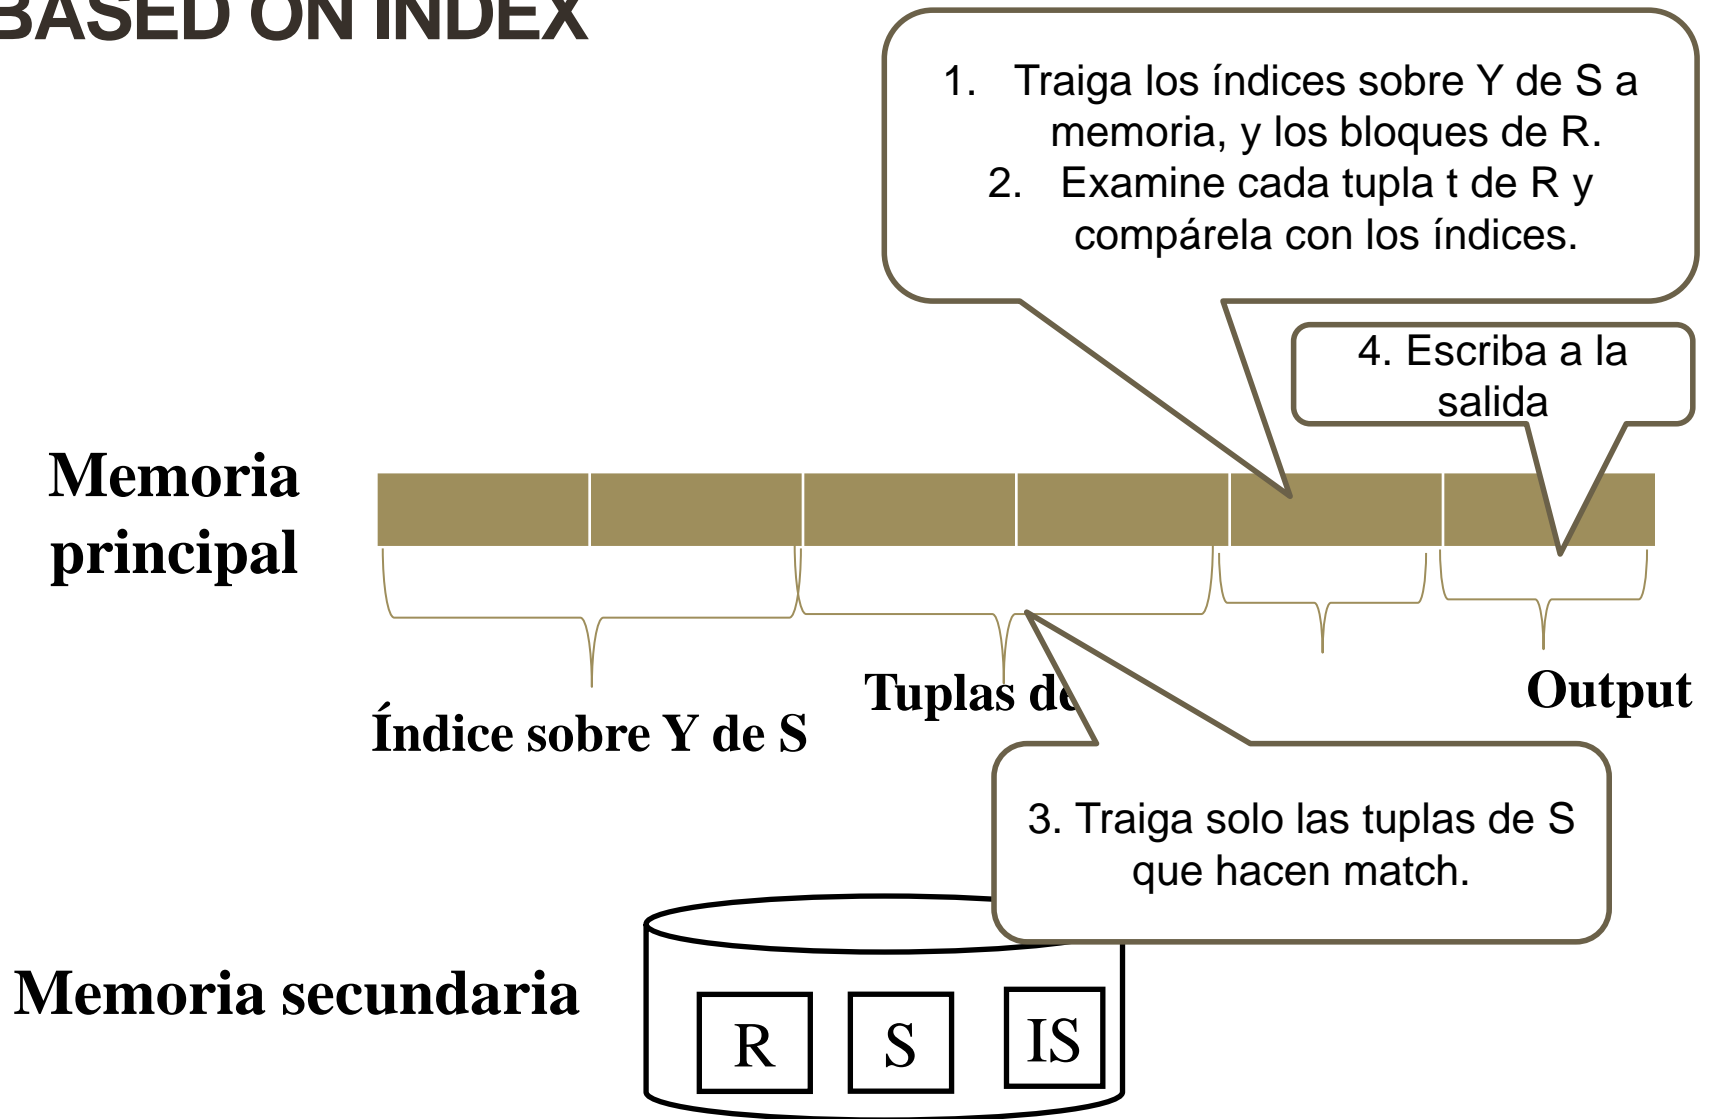 BASED ON INDEX
1. Traiga los índices sobre Y de S a
memoria, y los bloques de R.
2. Examine cada tupla t de R y
compárela con los índices.
4. Escriba a la
salida
Memoria
principal
Tuplas de
Output
Índice sobre Y de S
3. Traiga solo las tuplas de S
que hacen match.
Memoria secundaria
R
S
IS